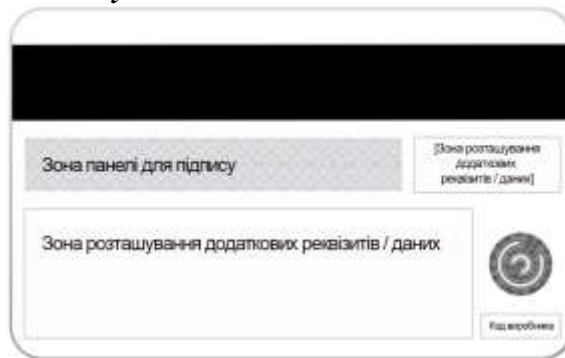 Зона панелі для підпису
[Зона розташування
додаткових
реквізитів / даних]
Зона розташування додаткових реквізитів / даних
Код виробника